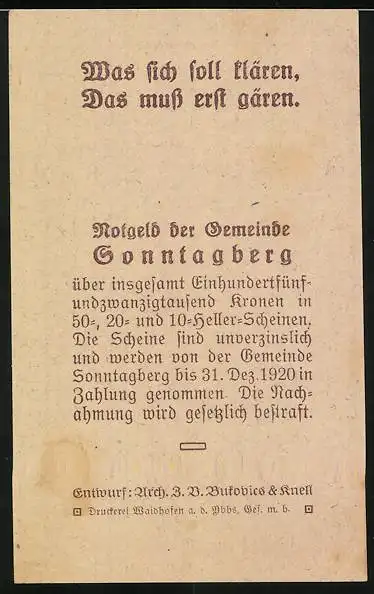 Was sich soll klären,
Das muß erst gären.
Notgeld der Gemeinde
Sonntagberg
über insgesamt Einhundertfünf-
undzwanzigtausend Kronen in
50-, 20- und 10-Heller-Scheinen.
Die Scheine sind unverzinslich
und werden von der Gemeinde
Sonntagberg bis 31. Dez. 1920 in
Zahlung genommen. Die Nach-
ahmung wird gesetzlich bestraft.
Entwurf: Arch. J. V. Bukovics & Knell
Druckerei Waidhofen a. d. Ybbs, Ges. m. b.